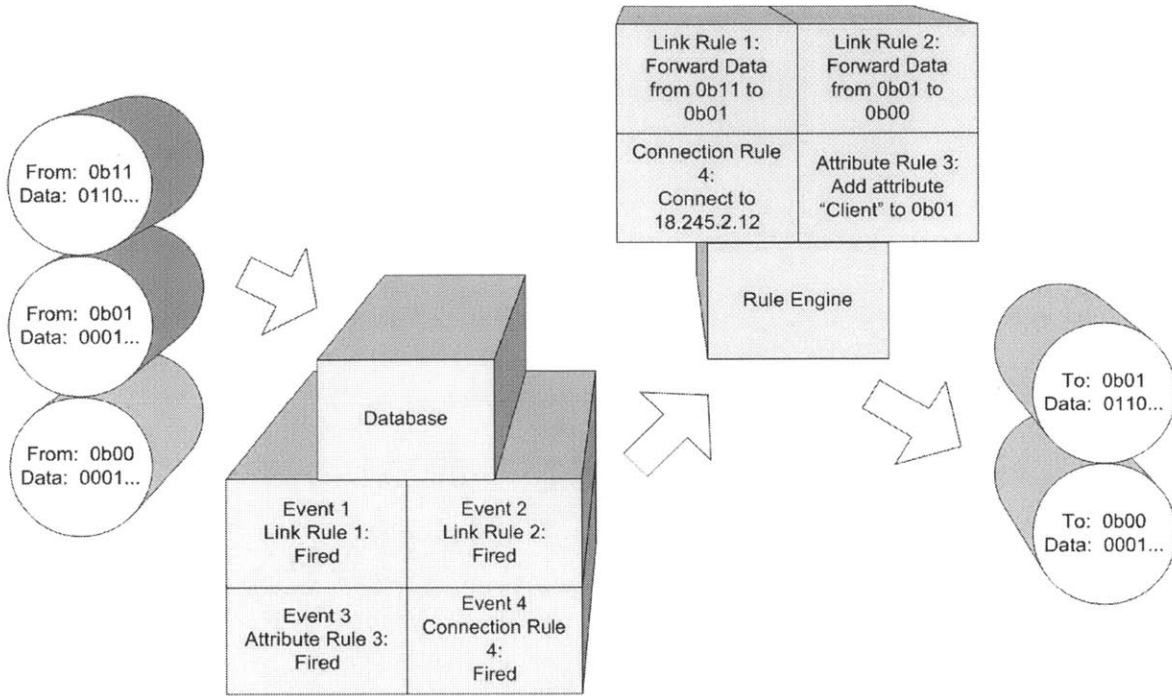 From: 0b11
Data: 0110...
From: 0b01
Data: 0001...
From: 0b00
Data: 0001...
Database
Event 1
Link Rule 1:
Fired
Event 2
Link Rule 2:
Fired
Event 3
Attribute Rule 3:
Fired
Event 4
Connection Rule
4:
Fired
Link Rule 1:
Forward Data
from 0b11 to
0b01
Link Rule 2:
Forward Data
from 0b01 to
0b00
Connection Rule
4:
Connect to
18.245.2.12
Attribute Rule 3:
Add attribute
“Client” to 0b01
Rule Engine
To: 0b01
Data: 0110...
To: 0b00
Data: 0001...